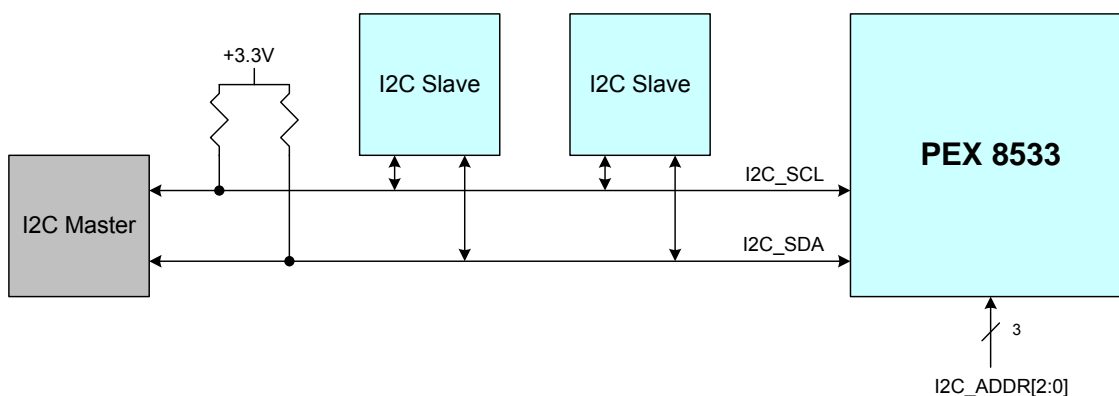 +3.3V
I2C Slave
I2C Slave
PEX 8533
I2C_SCL
I2C Master
I2C_SDA
3
I2C_ADDR[2:0]